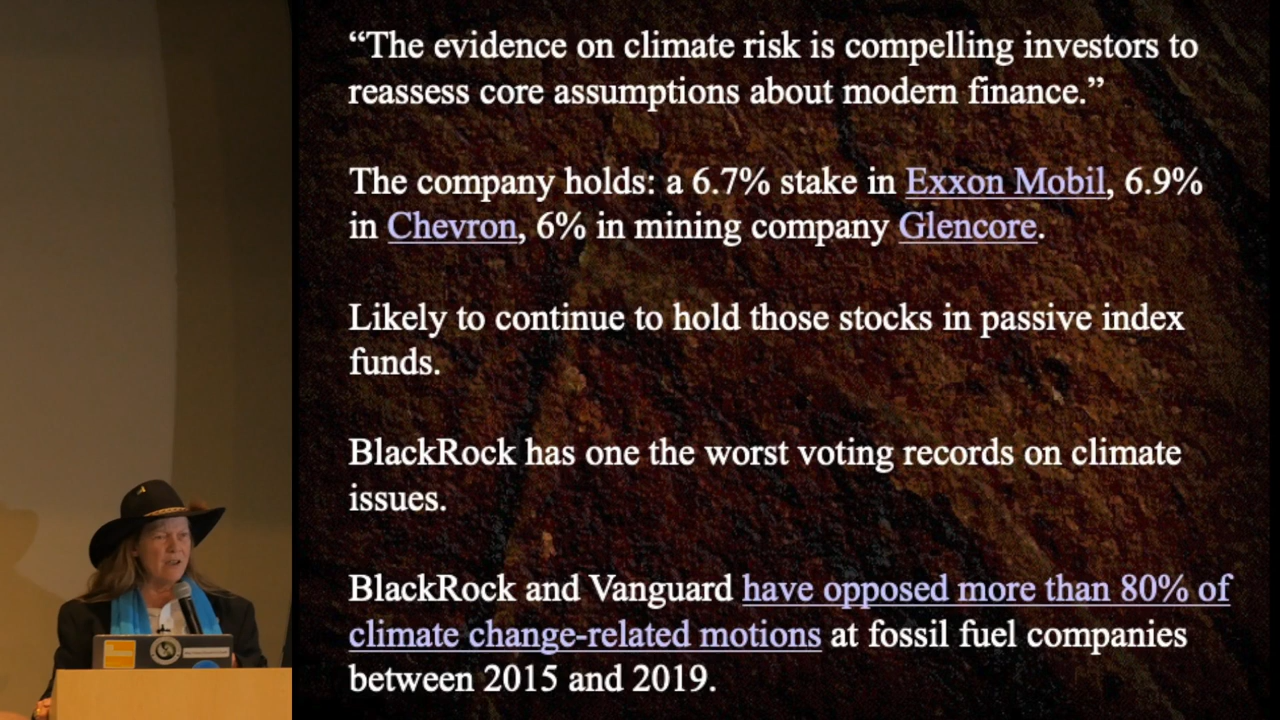 “The evidence on climate risk is compelling investors to
reassess core assumptions about modern finance.”
The company holds: a 6.7% stake in Exxon Mobil, 6.9%
in Chevron, 6% in mining company Glencore.
Likely to continue to hold those stocks in passive index
funds.
BlackRock has one the worst voting records on climate
issues.
BlackRock and Vanguard have opposed more than 80% of
climate change-related motions at fossil fuel companies
between 2015 and 2019.